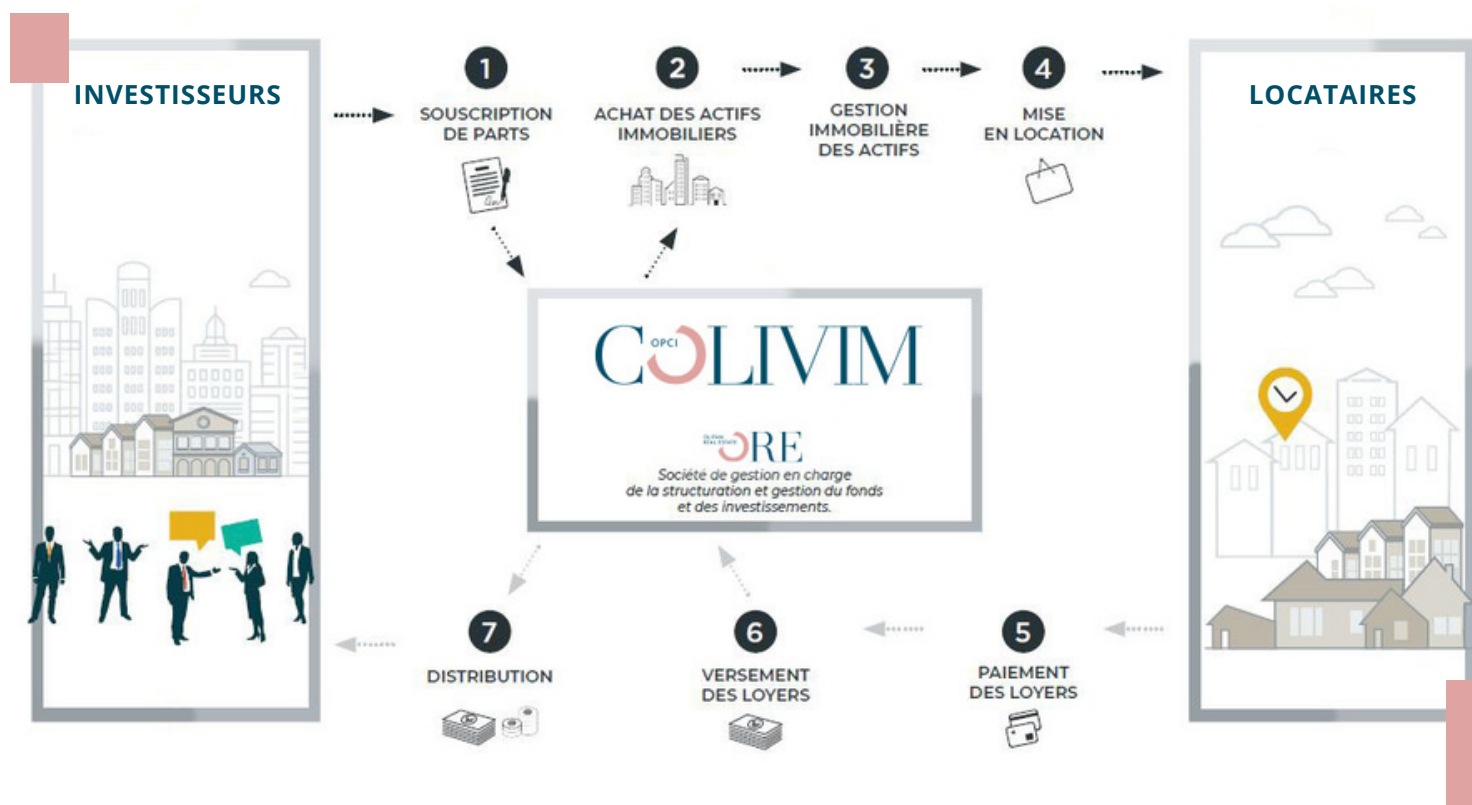 INVESTISSEURS
1
SOUSCRIPTION
DE PARTS
2
ACHAT DES ACTIFS
IMMOBILIERS
3
GESTION
IMMOBILIÈRE
DES ACTIFS
4
MISE
EN LOCATION
LOCATAIRES
COLIVIM
OPCI
ORE
Société de gestion en charge
de la structuration et gestion du fonds
et des investissements.
7
DISTRIBUTION
6
VERSEMENT
DES LOYERS
5
PAIEMENT
DES LOYERS